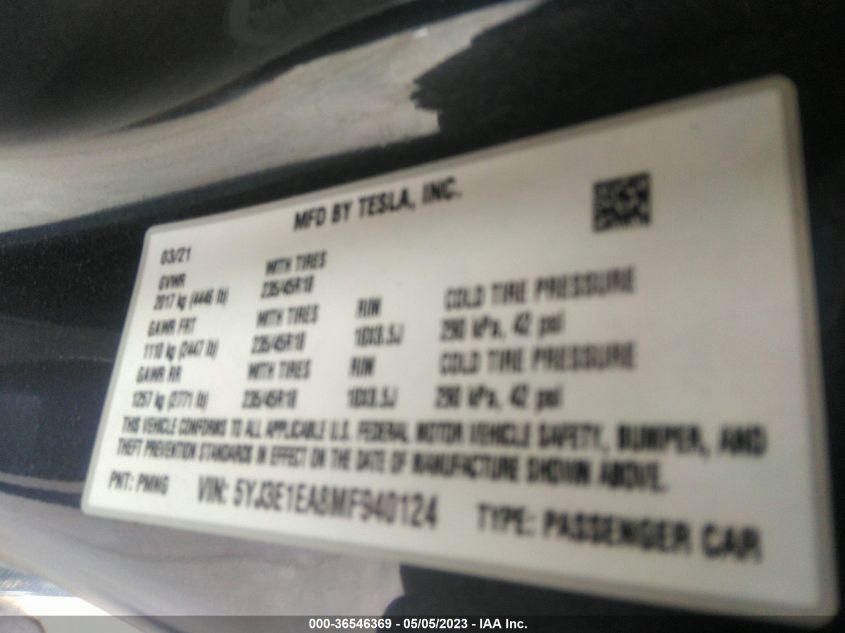 MFD BY TESLA, INC.
03/21
GVWR WITH TIRES
2017 kg (4446 lb) 235/45R18
GAWR FRT WITH TIRES RIM COLD TIRE PRESSURE
1110 kg (2447 lb) 235/45R18 18X8.5J 290 kPa, 42 psi
GAWR RR WITH TIRES RIM COLD TIRE PRESSURE
1257 kg (2771 lb) 235/45R18 18X8.5J 290 kPa, 42 psi
THIS VEHICLE CONFORMS TO ALL APPLICABLE U.S. FEDERAL MOTOR VEHICLE SAFETY, BUMPER, AND
THEFT PREVENTION STANDARDS IN EFFECT ON THE DATE OF MANUFACTURE SHOWN ABOVE.
PNT: PMNG VIN: 5YJ3E1EA8MF940124 TYPE: PASSENGER CAR
000-36546369 - 05/05/2023 - IAA Inc.